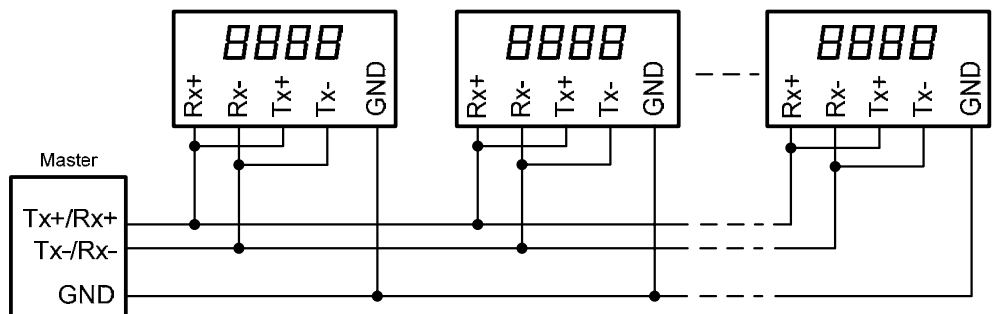 8888 8888 8888
Rx+ Rx- Tx+ Tx- GND Rx+ Rx- Tx+ Tx- GND Rx+ Rx- Tx+ Tx- GND
Master
Tx+/Rx+
Tx-/Rx-
GND